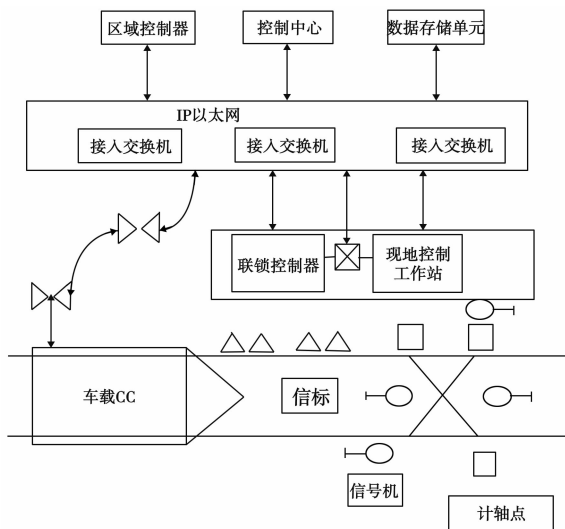 区域控制器
控制中心
数据存储单元
IP以太网
接入交换机
接入交换机
接入交换机
联锁控制器
现地控制
工作站
车载CC
信标
信号机
计轴点